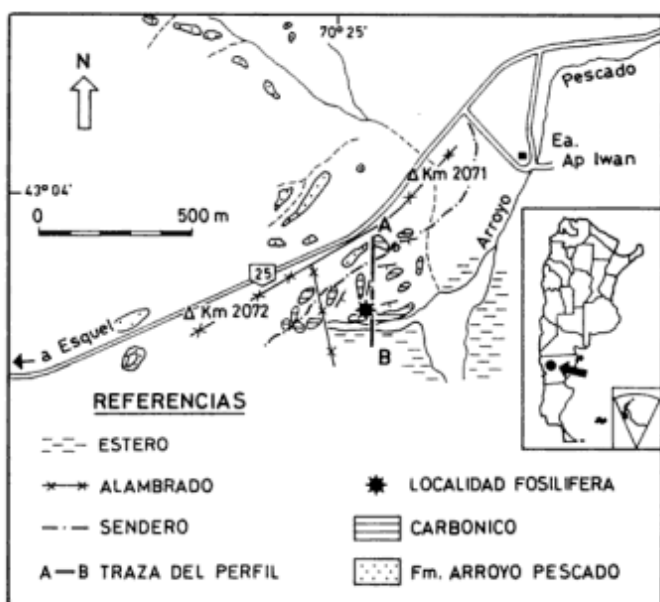 70° 25'
N
Pescado
Ea.
Ap Iwan
Km 2071
43° 04'
0 500 m
A
Arroyo
25
Km 2072
a Esquel
B
REFERENCIAS
ESTERO
ALAMBRADO
SENDERO
A—B TRAZA DEL PERFIL
LOCALIDAD FOSILIFERA
CARBONICO
Fm. ARROYO PESCADO